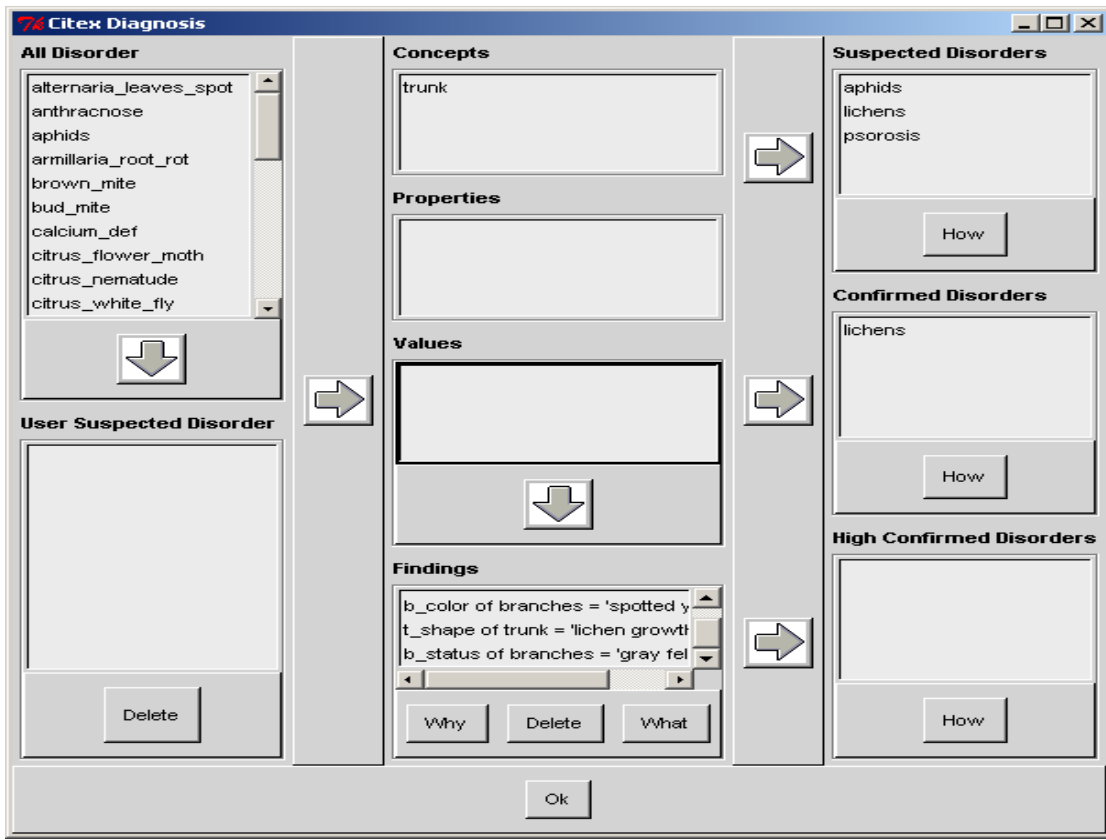 Citex Diagnosis
All Disorder
alternaria_leaves_spot
anthracnose
aphids
armillaria_root_rot
brown_mite
bud_mite
calcium_def
citrus_flower_moth
citrus_nematude
citrus_white_fly
User Suspected Disorder
Delete
Concepts
trunk
Properties
Values
Findings
b_color of branches = 'spotted y
t_shape of trunk = 'lichen growth
b_status of branches = 'gray fel
Why
Delete
What
Suspected Disorders
aphids
lichens
psorosis
How
Confirmed Disorders
lichens
How
High Confirmed Disorders
How
Ok